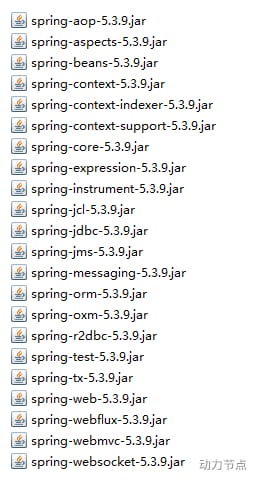 spring-aop-5.3.9.jar
spring-aspects-5.3.9.jar
spring-beans-5.3.9.jar
spring-context-5.3.9.jar
spring-context-indexer-5.3.9.jar
spring-context-support-5.3.9.jar
spring-core-5.3.9.jar
spring-expression-5.3.9.jar
spring-instrument-5.3.9.jar
spring-jcl-5.3.9.jar
spring-jdbc-5.3.9.jar
spring-jms-5.3.9.jar
spring-messaging-5.3.9.jar
spring-orm-5.3.9.jar
spring-oxm-5.3.9.jar
spring-r2dbc-5.3.9.jar
spring-test-5.3.9.jar
spring-tx-5.3.9.jar
spring-web-5.3.9.jar
spring-webflux-5.3.9.jar
spring-webmvc-5.3.9.jar
spring-websocket-5.3.9.jar
动力节点